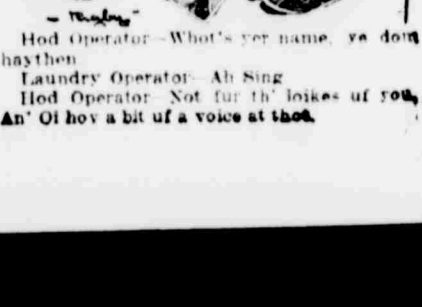 Hod Operator—Whot's yer name, ye dom
haythen
Laundry Operator—Ah Sing
Hod Operator—Not fur th' loikes uf you,
An' Oi hov a bit uf a voice at thot.